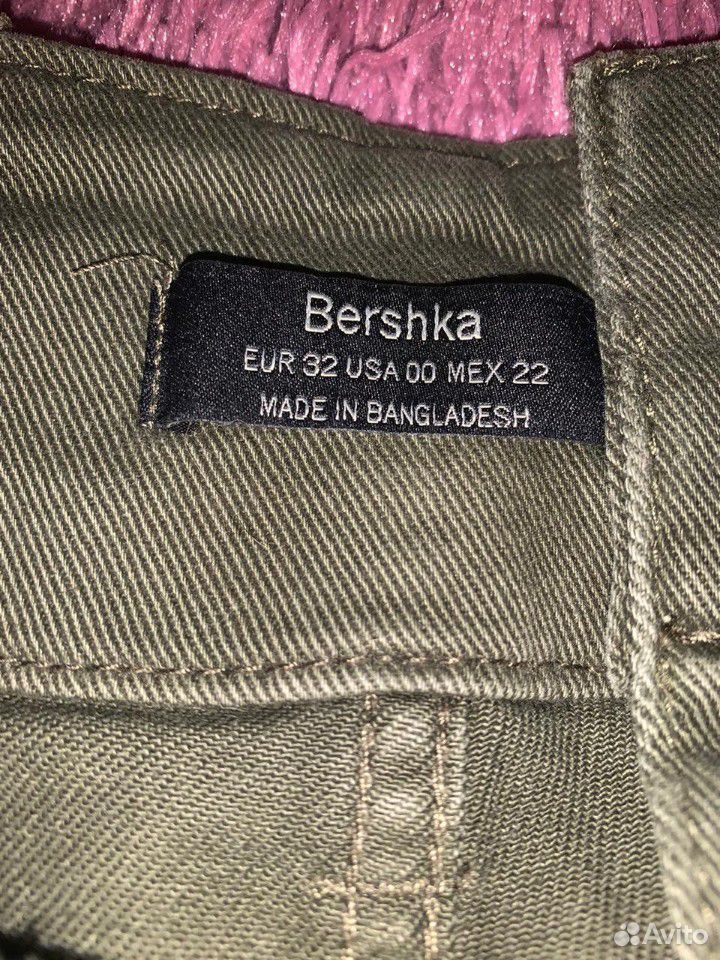 Bershka
EUR 32 USA 00 MEX 22
MADE IN BANGLADESH
Avito